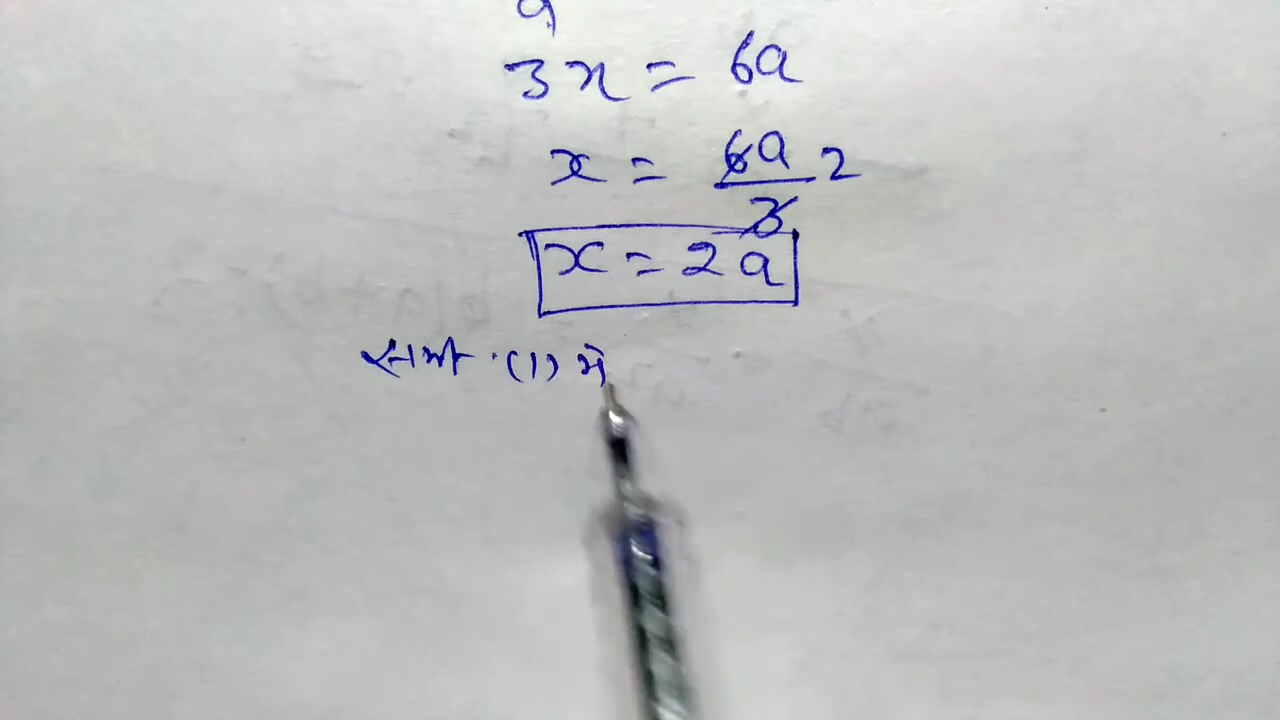 a
3x = 6a
x = 6a/3 2
x = 2a
समी (1) में